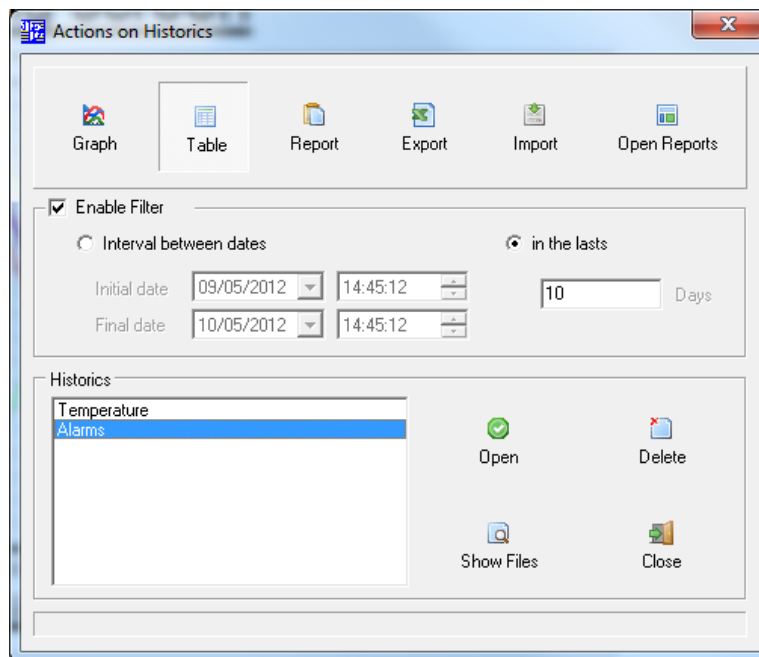 Actions on Historics
Graph Table Report Export Import Open Reports
Enable Filter
Interval between dates in the lasts
Initial date 09/05/2012 14:45:12 10 Days
Final date 10/05/2012 14:45:12
Historics
Temperature
Alarms
Open Delete
Show Files Close